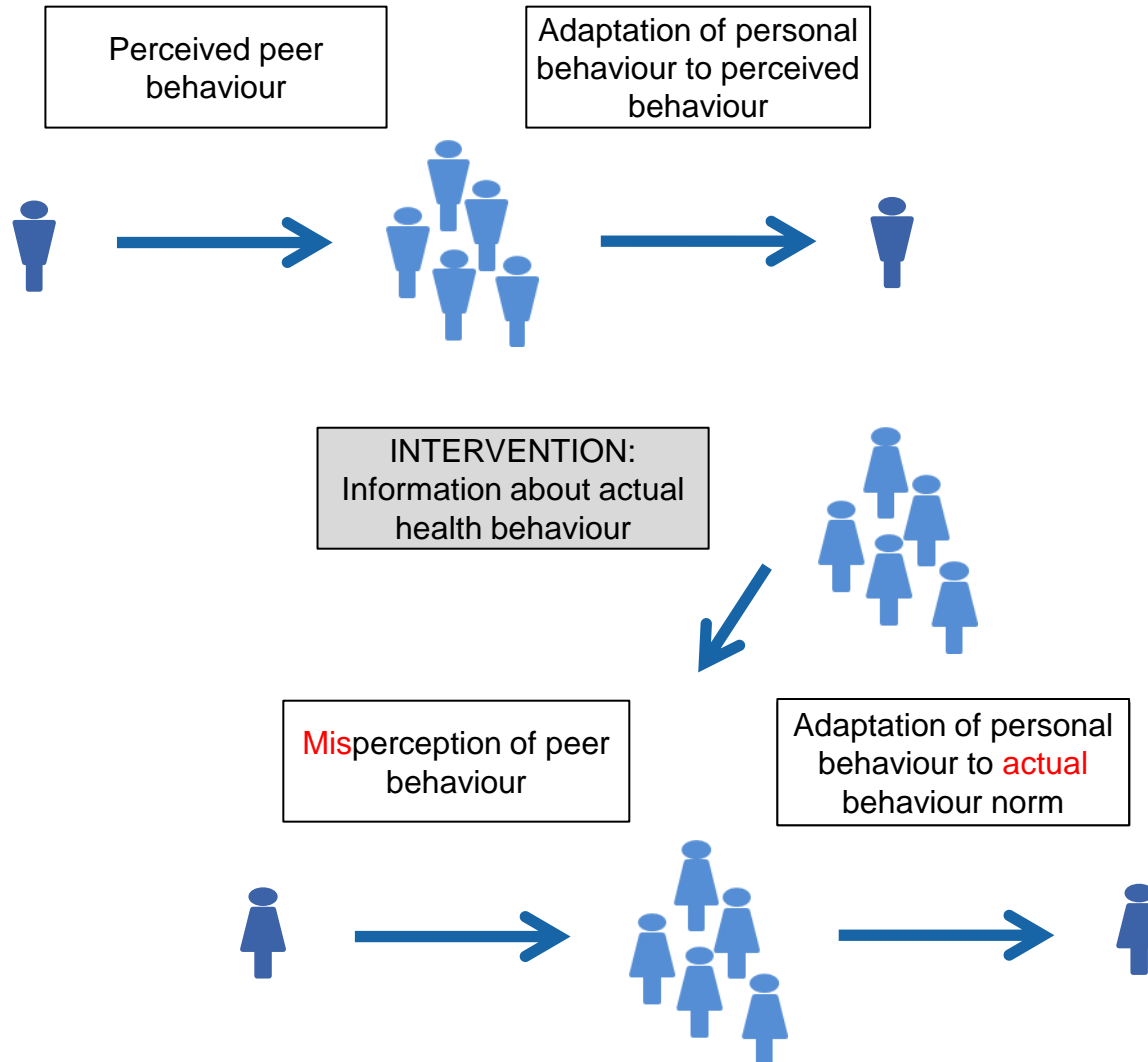 Perceived peer
behaviour
Adaptation of personal
behaviour to perceived
behaviour
INTERVENTION:
Information about actual
health behaviour
Misperception of peer
behaviour
Adaptation of personal
behaviour to actual
behaviour norm